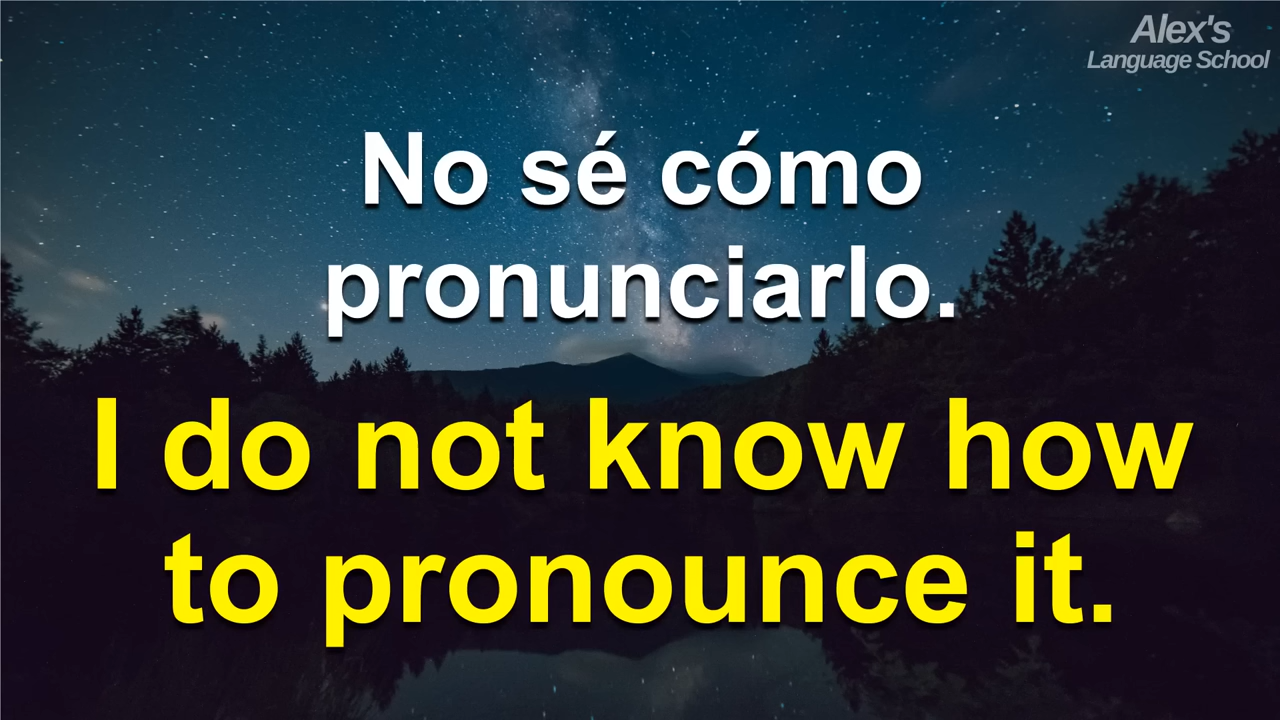 Alex's
Language School
No sé cómo
pronunciarlo.
I do not know how
to pronounce it.